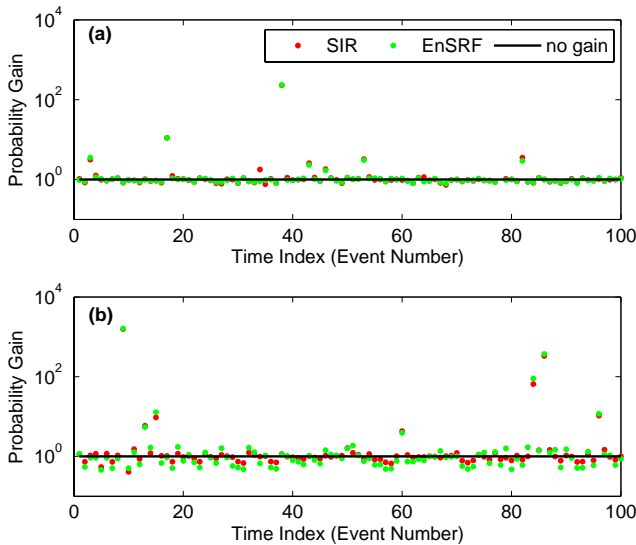 (a)
SIR EnSRF no gain
10^4
10^2
10^0
Probability Gain
0 20 40 60 80 100
Time Index (Event Number)
(b)
10^4
10^2
10^0
Probability Gain
0 20 40 60 80 100
Time Index (Event Number)